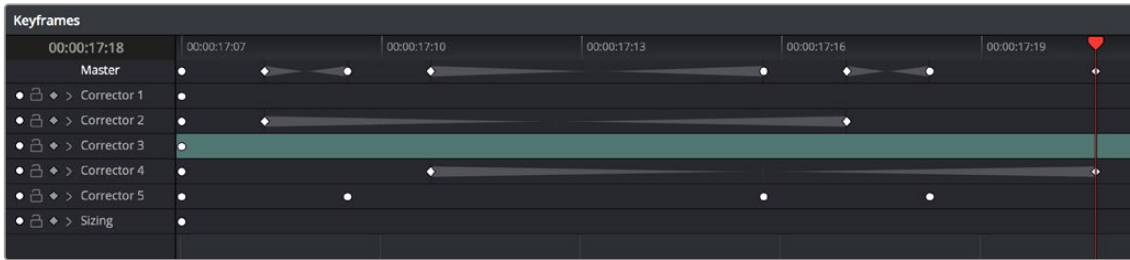 Keyframes
00:00:17:18 00:00:17:07 00:00:17:10 00:00:17:13 00:00:17:16 00:00:17:19
Master
Corrector 1
Corrector 2
Corrector 3
Corrector 4
Corrector 5
Sizing